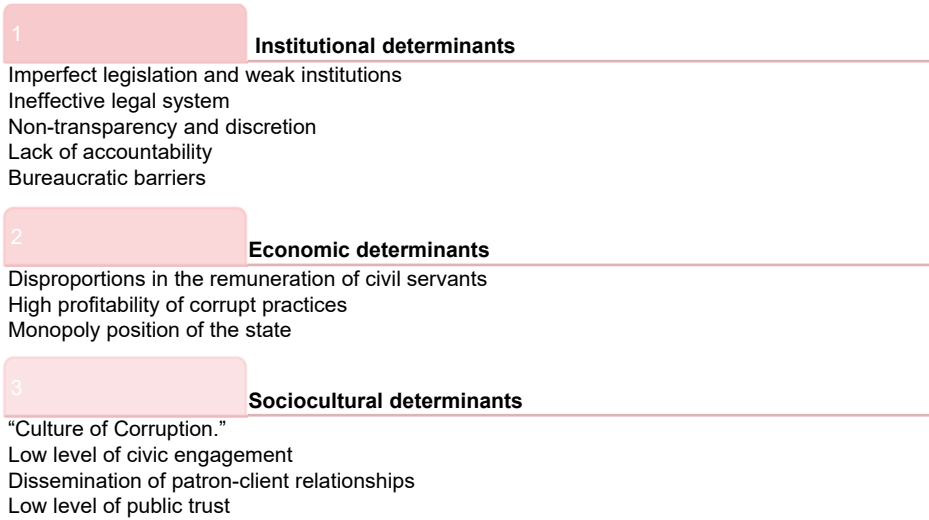 1
Institutional determinants
Imperfect legislation and weak institutions
Ineffective legal system
Non-transparency and discretion
Lack of accountability
Bureaucratic barriers
2
Economic determinants
Disproportions in the remuneration of civil servants
High profitability of corrupt practices
Monopoly position of the state
3
Sociocultural determinants
“Culture of Corruption.”
Low level of civic engagement
Dissemination of patron-client relationships
Low level of public trust